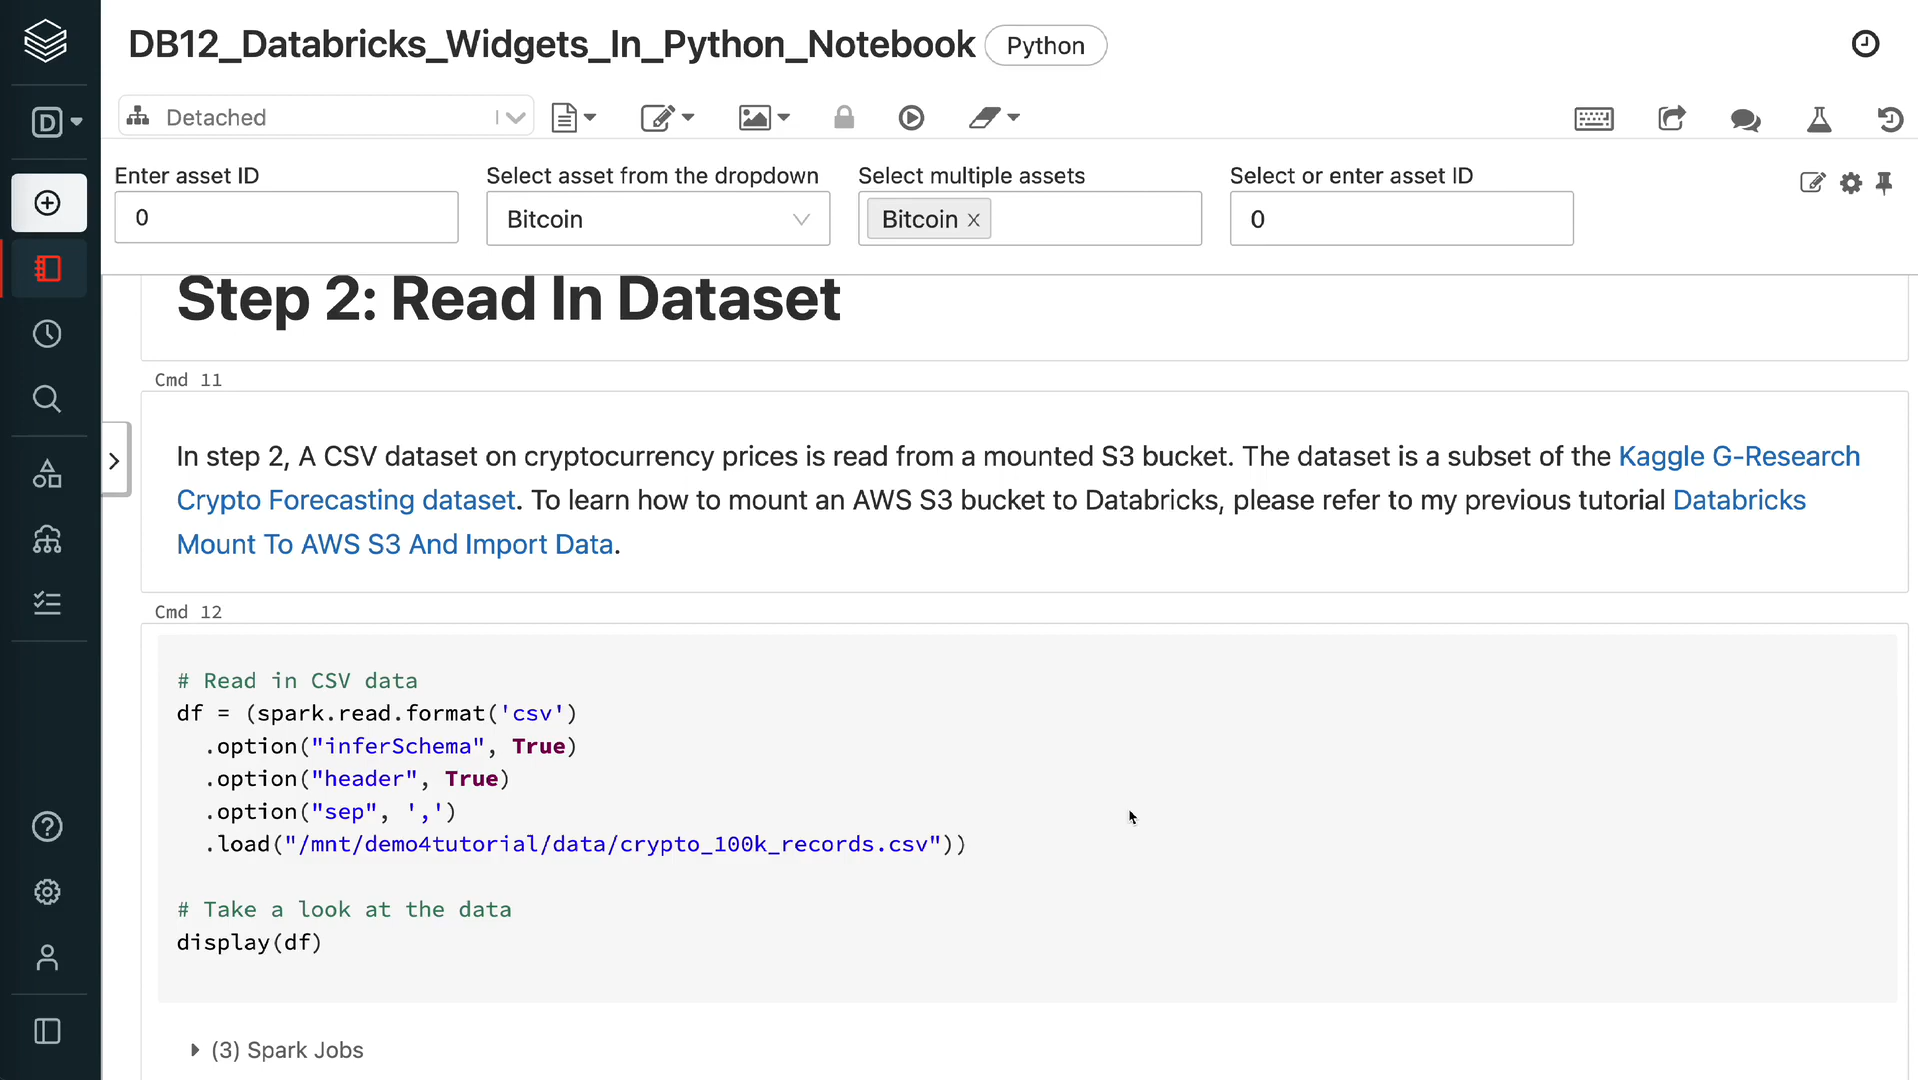 DB12_Databricks_Widgets_In_Python_Notebook Python
D
Detached
Enter asset ID
0
Select asset from the dropdown
Bitcoin
Select multiple assets
Bitcoin ×
Select or enter asset ID
0
Step 2: Read In Dataset
Cmd 11
In step 2, A CSV dataset on cryptocurrency prices is read from a mounted S3 bucket. The dataset is a subset of the Kaggle G-Research
Crypto Forecasting dataset. To learn how to mount an AWS S3 bucket to Databricks, please refer to my previous tutorial Databricks
Mount To AWS S3 And Import Data.
Cmd 12
# Read in CSV data
df = (spark.read.format('csv')
  .option("inferSchema", True)
  .option("header", True)
  .option("sep", ',')
  .load("/mnt/demo4tutorial/data/crypto_100k_records.csv"))
# Take a look at the data
display(df)
(3) Spark Jobs